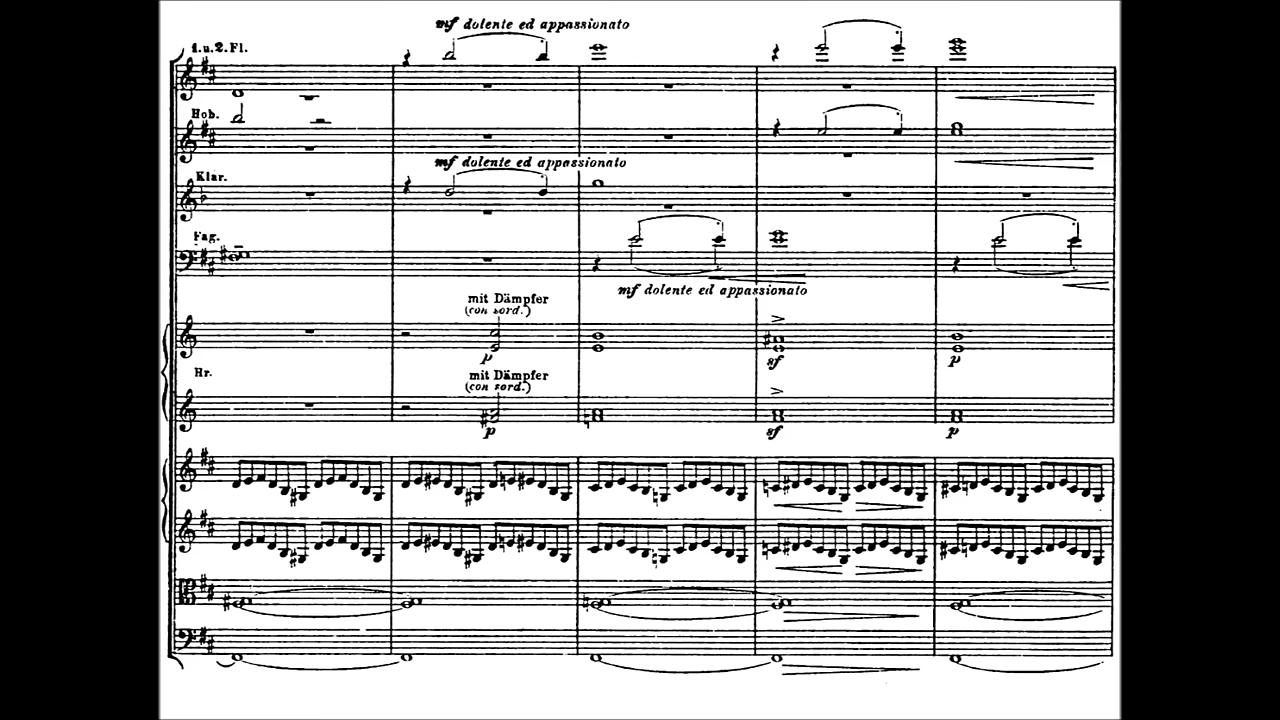 mf dolente ed appassionato
1.u.2.Fl.
Hob.
mf dolente ed appassionato
Klar.
Fag.
mf dolente ed appassionato
mit Dämpfer
(con sord.)
p
sf
p
Hr.
mit Dämpfer
(con sord.)
p
sf
p